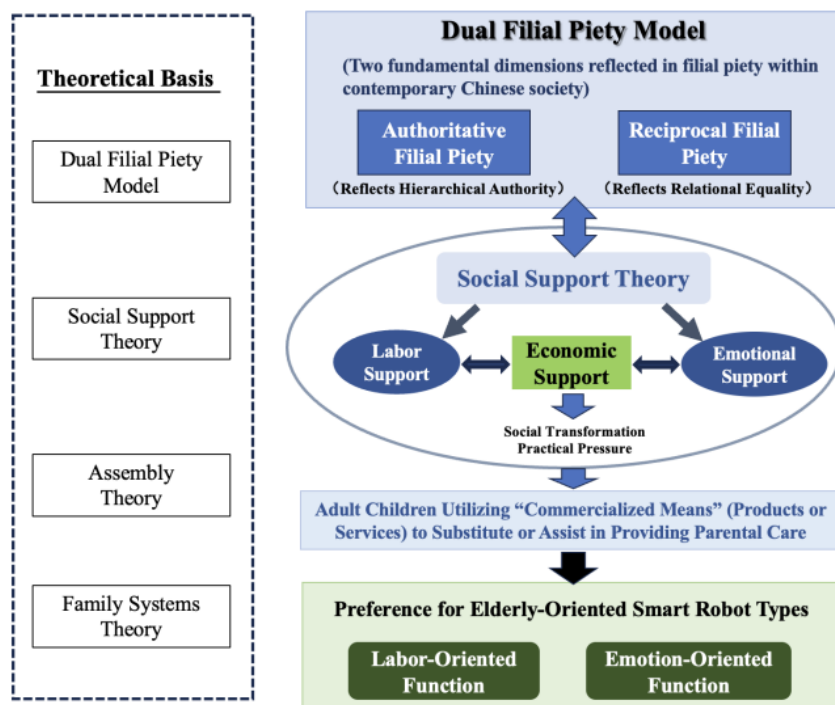 Theoretical Basis
Dual Filial Piety
Model
Social Support
Theory
Assembly
Theory
Family Systems
Theory
Dual Filial Piety Model
(Two fundamental dimensions reflected in filial piety within
contemporary Chinese society)
Authoritative
Filial Piety
Reciprocal Filial
Piety
（Reflects Hierarchical Authority）
（Reflects Relational Equality）
Social Support Theory
Labor
Support
Economic
Support
Emotional
Support
Social Transformation
Practical Pressure
Adult Children Utilizing “Commercialized Means” (Products or
Services) to Substitute or Assist in Providing Parental Care
Preference for Elderly-Oriented Smart Robot Types
Labor-Oriented
Function
Emotion-Oriented
Function